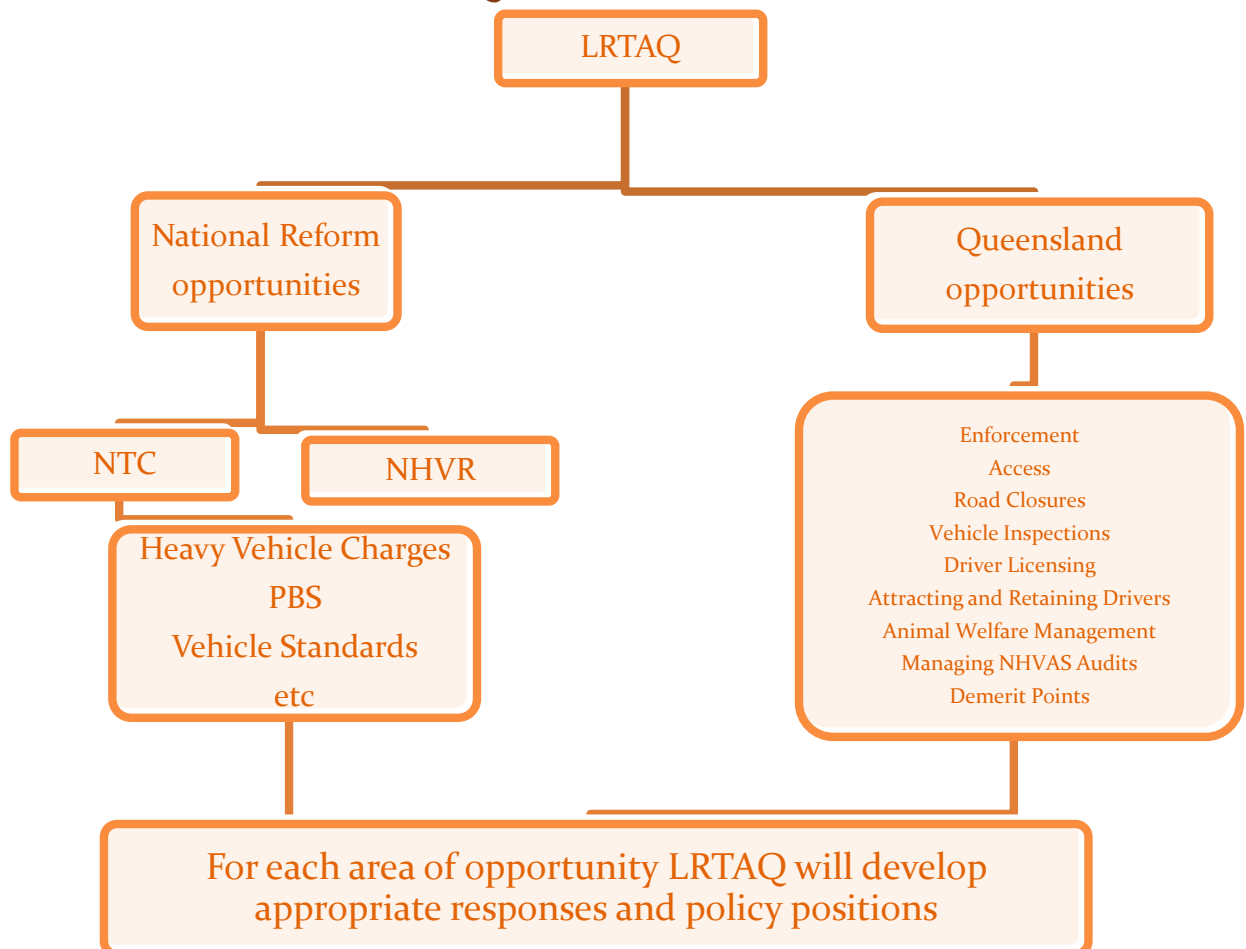 LRTAQ
National Reform
opportunities
Queensland
opportunities
NTC
NHVR
Heavy Vehicle Charges
PBS
Vehicle Standards
etc
Enforcement
Access
Road Closures
Vehicle Inspections
Driver Licensing
Attracting and Retaining Drivers
Animal Welfare Management
Managing NHVAS Audits
Demerit Points
For each area of opportunity LRTAQ will develop
appropriate responses and policy positions